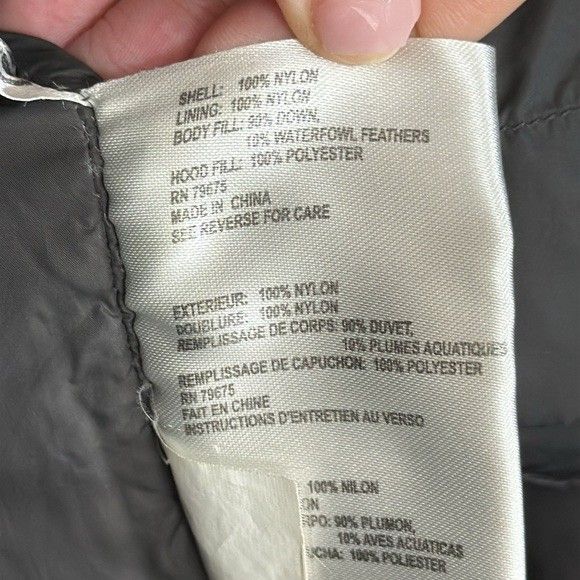 SHELL: 100% NYLON
LINING: 100% NYLON
BODY FILL: 90% DOWN,
10% WATERFOWL FEATHERS
HOOD FILL: 100% POLYESTER
RN 79675
MADE IN CHINA
SEE REVERSE FOR CARE
EXTERIEUR: 100% NYLON
DOUBLURE: 100% NYLON
REMPLISSAGE DE CORPS: 90% DUVET,
10% PLUMES AQUATIQUES
REMPLISSAGE DE CAPUCHON: 100% POLYESTER
RN 79675
FAIT EN CHINE
INSTRUCTIONS D'ENTRETIEN AU VERSO
100% NILON
ON
RPO: 90% PLUMON,
10% AVES ACUATICAS
UCHA: 100% POLIESTER